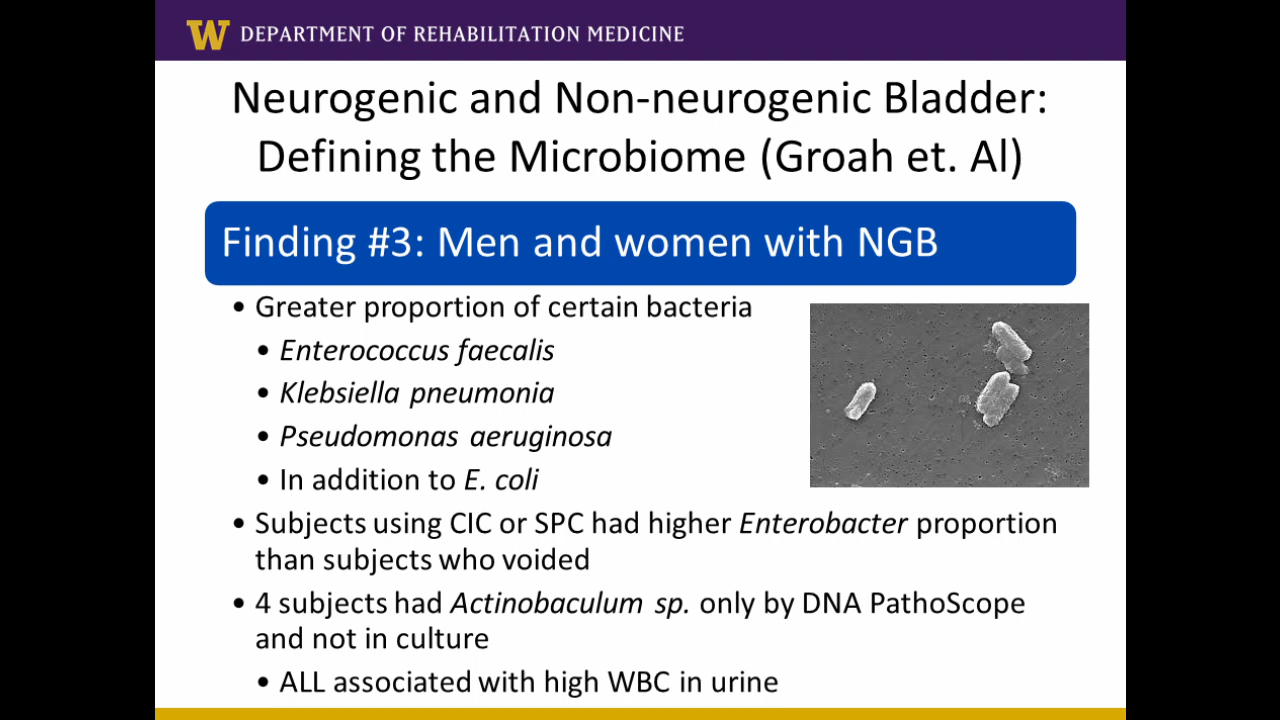 W DEPARTMENT OF REHABILITATION MEDICINE
Neurogenic and Non-neurogenic Bladder:
Defining the Microbiome (Groah et. Al)
Finding #3: Men and women with NGB
• Greater proportion of certain bacteria
• Enterococcus faecalis
• Klebsiella pneumonia
• Pseudomonas aeruginosa
• In addition to E. coli
• Subjects using CIC or SPC had higher Enterobacter proportion
than subjects who voided
• 4 subjects had Actinobaculum sp. only by DNA PathoScope
and not in culture
• ALL associated with high WBC in urine